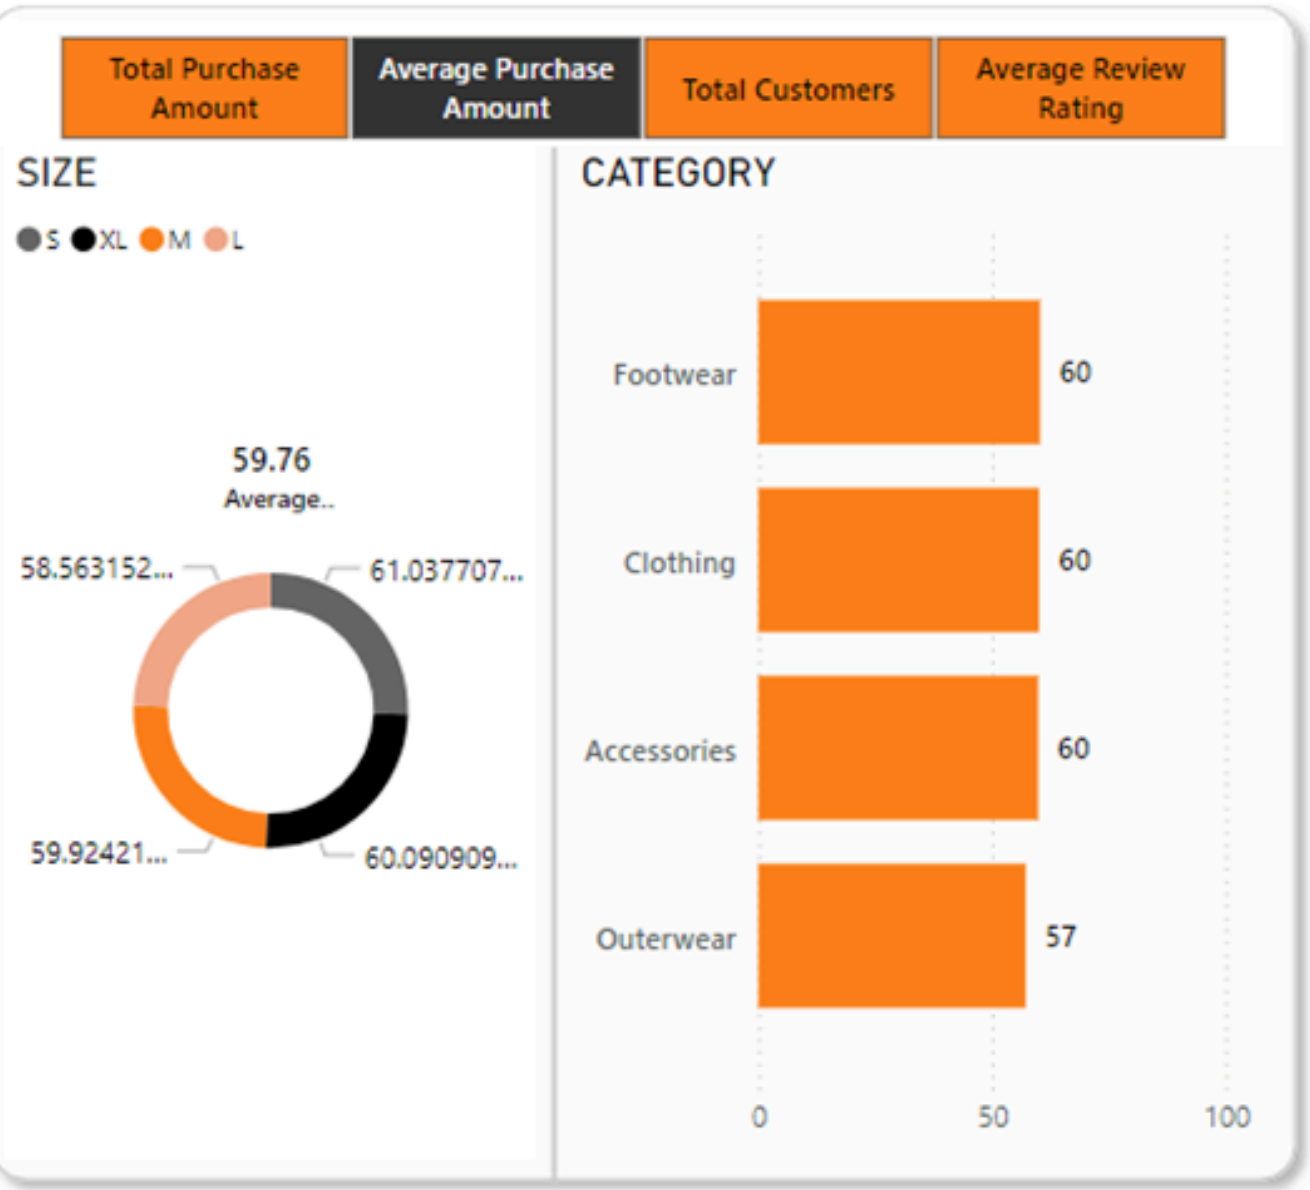 Total Purchase
Amount
Average Purchase
Amount
Total Customers
Average Review
Rating
SIZE
S XL M L
59.76
Average..
58.563152...
61.037707...
59.92421...
60.090909...
CATEGORY
Footwear 60
Clothing 60
Accessories 60
Outerwear 57
0 50 100